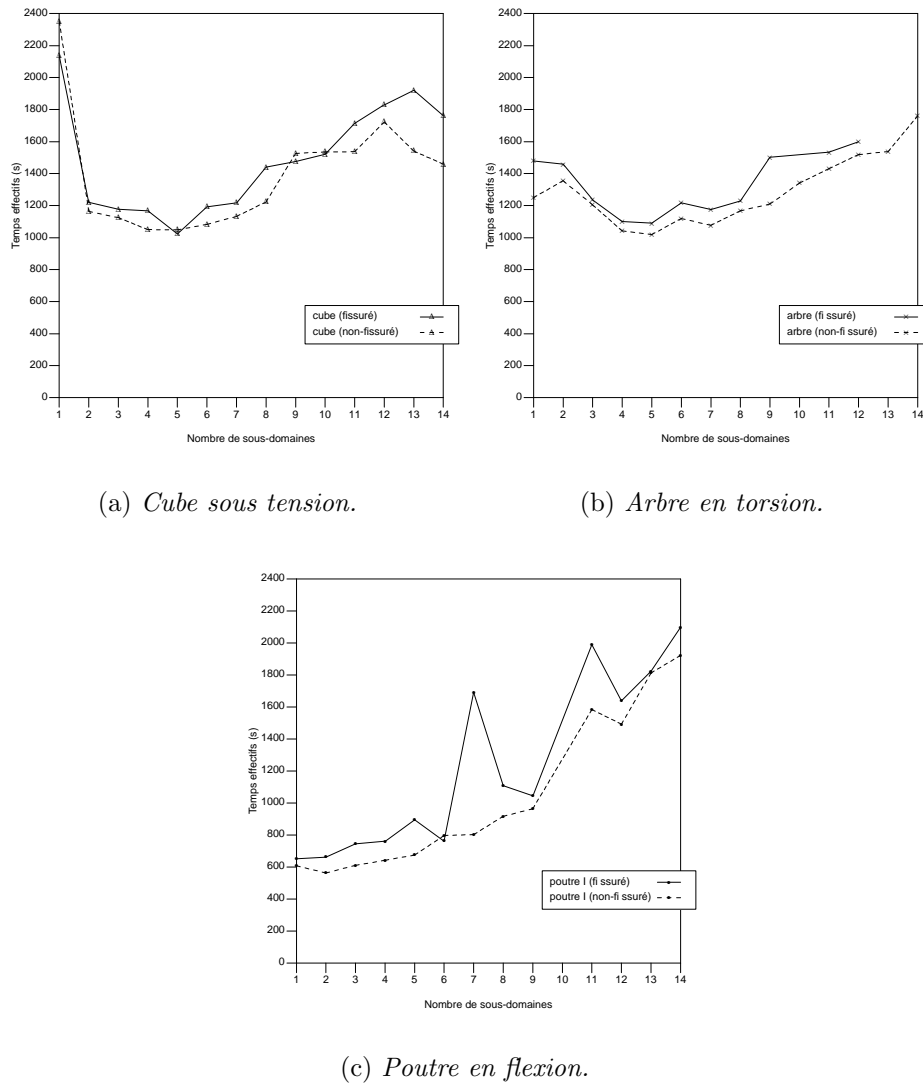 2400
2200
2000
1800
1600
1400
1200
1000
800
600
400
200
0
Temps effectifs (s)
cube (fissuré)
cube (non-fissuré)
1 2 3 4 5 6 7 8 9 10 11 12 13 14
Nombre de sous-domaines
(a) Cube sous tension.
2400
2200
2000
1800
1600
1400
1200
1000
800
600
400
200
0
Temps effectifs (s)
arbre (fi ssuré)
arbre (non-fi ssuré)
1 2 3 4 5 6 7 8 9 10 11 12 13 14
Nombre de sous-domaines
(b) Arbre en torsion.
2400
2200
2000
1800
1600
1400
1200
1000
800
600
400
200
0
Temps effectifs (s)
poutre I (fi ssuré)
poutre I (non-fi ssuré)
1 2 3 4 5 6 7 8 9 10 11 12 13 14
Nombre de sous-domaines
(c) Poutre en flexion.